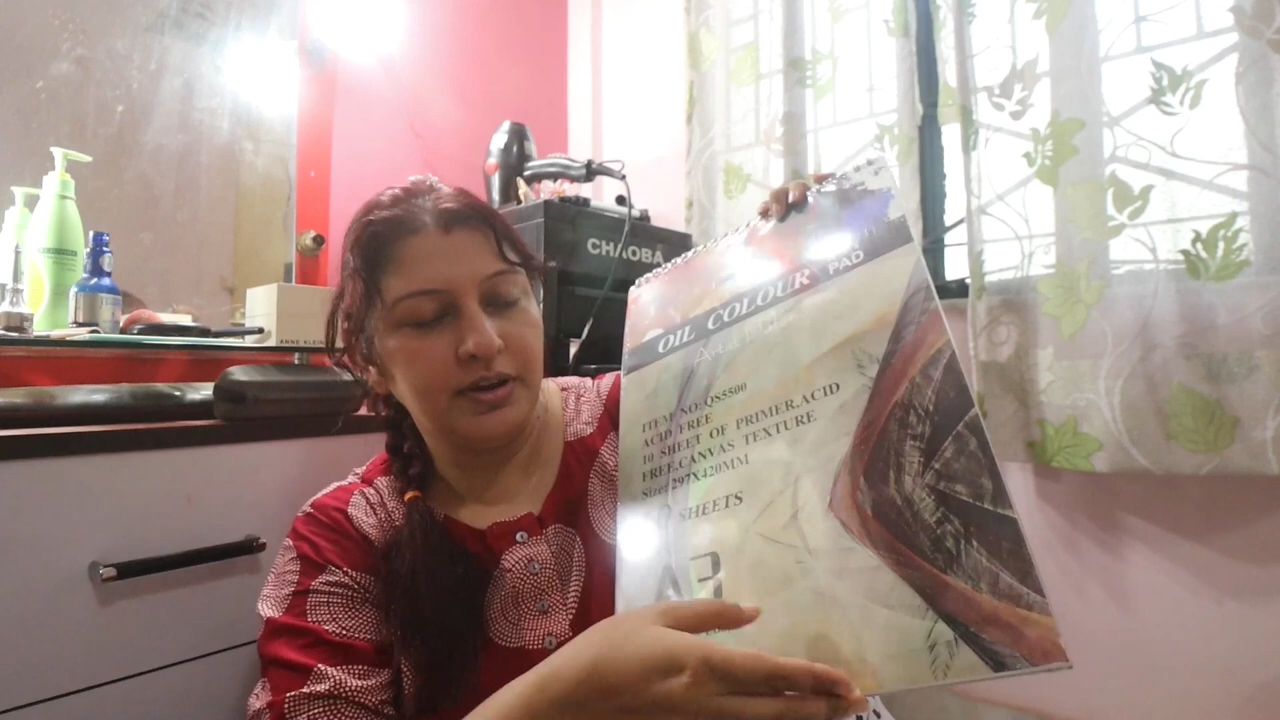 CHAOBA
OIL COLOUR PAD
ITEM NO: QS5500
ACID FREE
10 SHEET OF PRIMER.ACID
FREE.CANVAS TEXTURE
Size: 297X420MM
SHEETS
A3
ANNE KLEIN